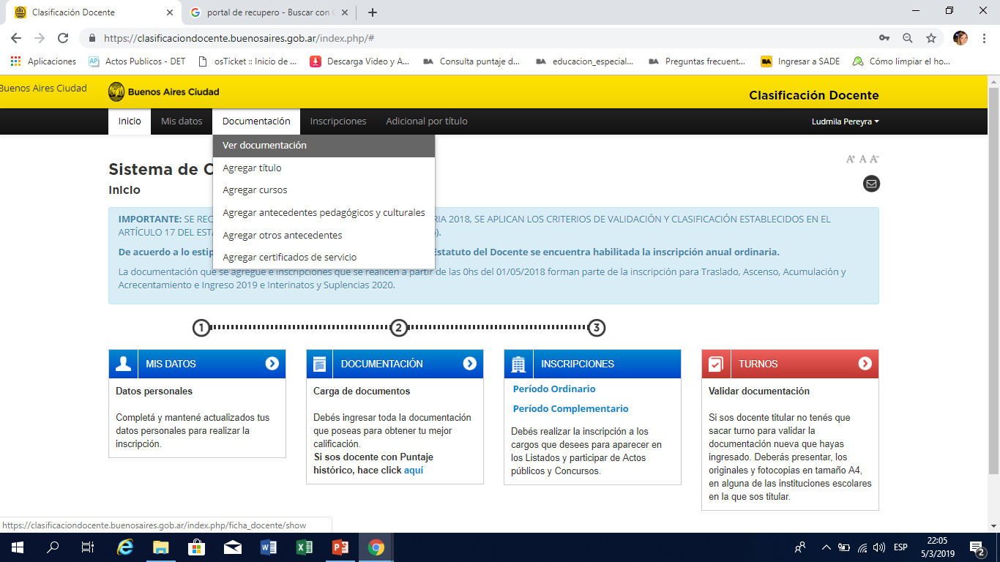 Clasificación Docente
portal de recupero - Buscar con
https://clasificaciondocente.buenosaires.gob.ar/index.php/#
Aplicaciones
Actos Publicos - DET
osTicket :: Inicio de ...
Descarga Video y A...
Consulta puntaje d...
educacion_especial...
Preguntas frecuent...
Ingresar a SADE
Cómo limpiar el ho...
Buenos Aires Ciudad
Buenos Aires Ciudad
Clasificación Docente
Inicio
Mis datos
Documentación
Inscripciones
Adicional por título
Ludmila Pereyra
Ver documentación
Agregar título
Agregar cursos
Agregar antecedentes pedagógicos y culturales
Agregar otros antecedentes
Agregar certificados de servicio
A+ A A-
Sistema de C
Inicio
IMPORTANTE: SE REC RIA 2018, SE APLICAN LOS CRITERIOS DE VALIDACIÓN Y CLASIFICACIÓN ESTABLECIDOS EN EL
ARTÍCULO 17 DEL ESTA ).
De acuerdo a lo estip Estatuto del Docente se encuentra habilitada la inscripción anual ordinaria.
La documentación que se agregue e inscripciones que se realicen a partir de las 0hs del 01/05/2018 forman parte de la inscripción para Traslado, Ascenso, Acumulación y
Acrecentamiento e Ingreso 2019 e Interinatos y Suplencias 2020.
1
2
3
MIS DATOS
Datos personales
Completá y mantené actualizados tus
datos personales para realizar la
inscripción.
DOCUMENTACIÓN
Carga de documentos
Debés ingresar toda la documentación
que poseas para obtener tu mejor
calificación.
Si sos docente con Puntaje
histórico, hace click aquí
INSCRIPCIONES
Período Ordinario
Período Complementario
Debés realizar la inscripción a los
cargos que desees para aparecer en
los Listados y participar de Actos
públicos y Concursos.
TURNOS
Validar documentación
Si sos docente titular no tenés que
sacar turno para validar la
documentación nueva que hayas
ingresado. Deberás presentar, los
originales y fotocopias en tamaño A4,
en alguna de las instituciones escolares
en la que sos titular.
https://clasificaciondocente.buenosaires.gob.ar/index.php/ficha_docente/show
ESP
22:05
5/3/2019
2